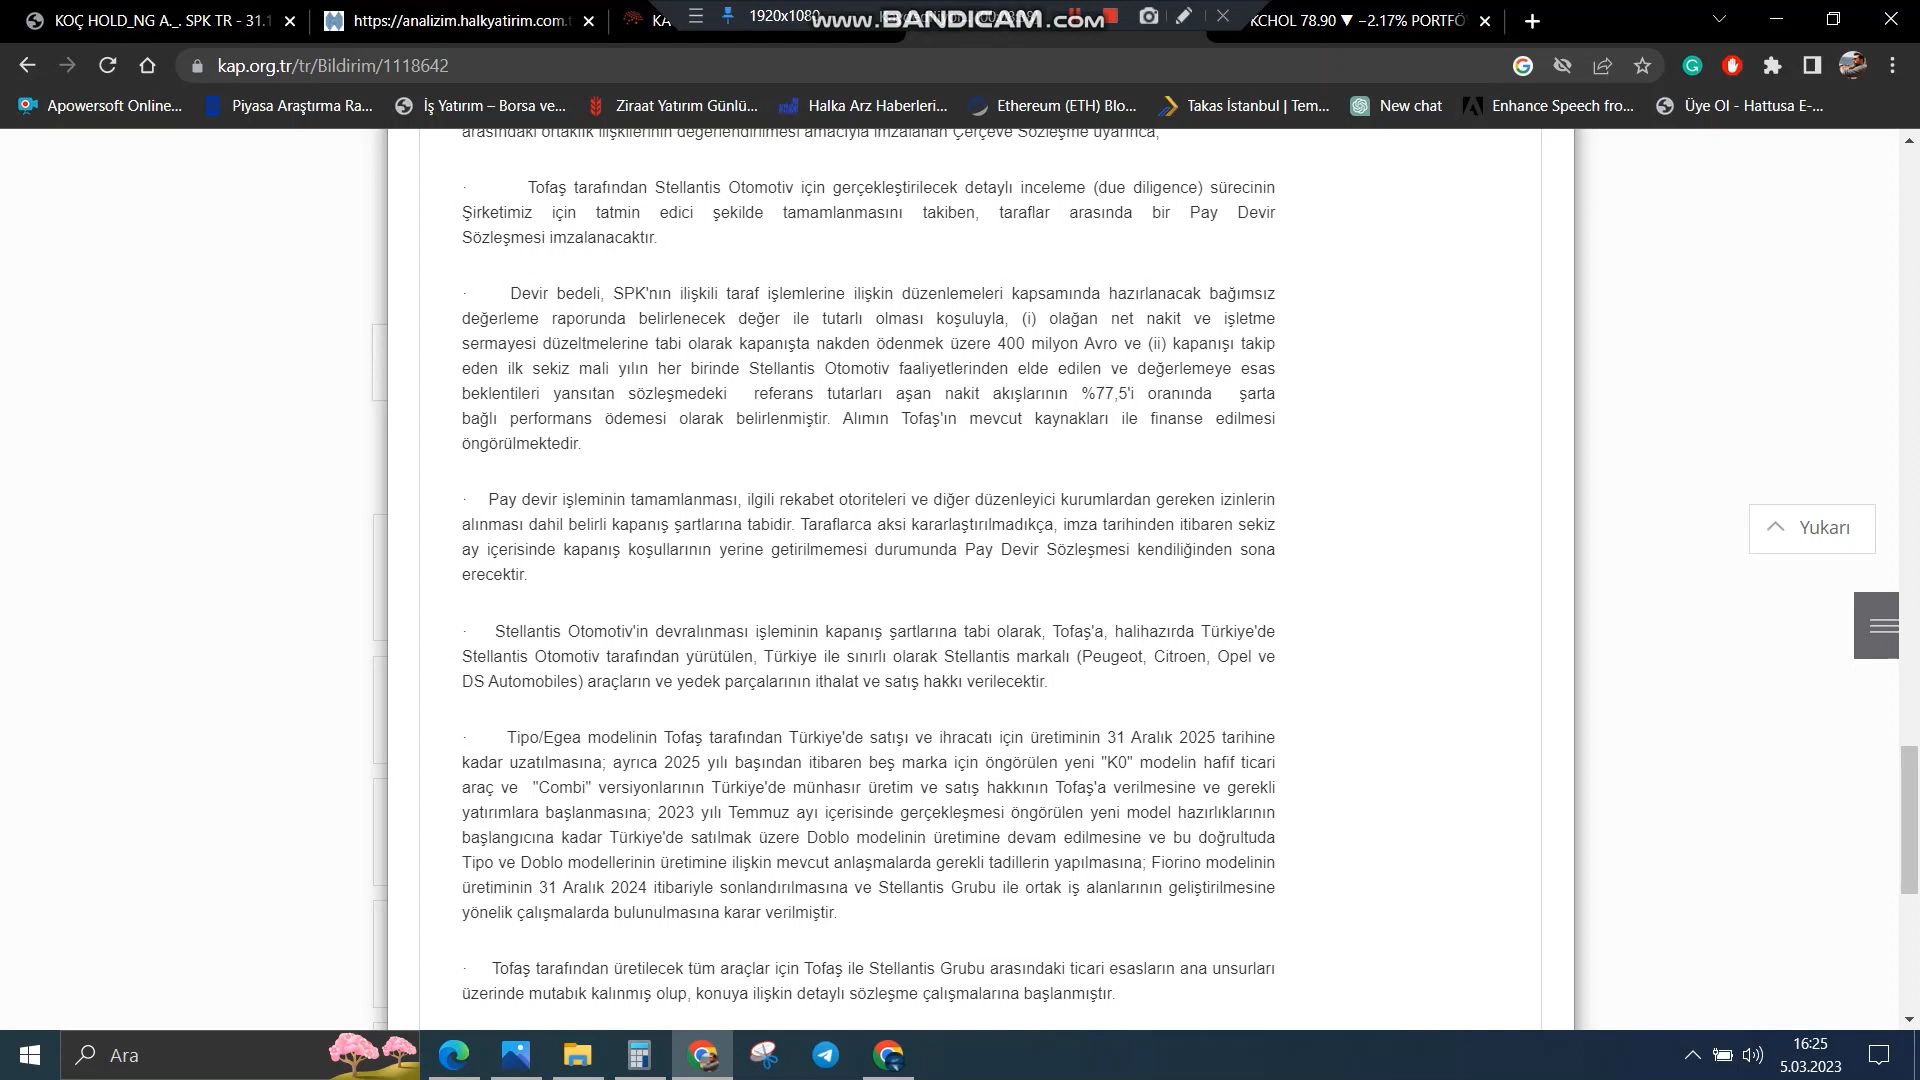 KOÇ HOLD_NG A._. SPK TR - 31.1
https://analizim.halkyatirim.com.t
KA
1920x1080
www.BANDICAM.com
KCHOL 78.90 ▼ −2.17% PORTFÖ
kap.org.tr/tr/Bildirim/1118642
Apowersoft Online...
Piyasa Araştırma Ra...
İş Yatırım – Borsa ve...
Ziraat Yatırım Günlü...
Halka Arz Haberleri...
Ethereum (ETH) Blo...
Takas İstanbul | Tem...
New chat
Enhance Speech fro...
Üye Ol - Hattusa E-...
arasındaki ortaklık ilişkilerinin değerlendirilmesi amacıyla imzalanan Çerçeve Sözleşme uyarınca,
· Tofaş tarafından Stellantis Otomotiv için gerçekleştirilecek detaylı inceleme (due diligence) sürecinin
Şirketimiz için tatmin edici şekilde tamamlanmasını takiben, taraflar arasında bir Pay Devir
Sözleşmesi imzalanacaktır.
· Devir bedeli, SPK'nın ilişkili taraf işlemlerine ilişkin düzenlemeleri kapsamında hazırlanacak bağımsız
değerleme raporunda belirlenecek değer ile tutarlı olması koşuluyla, (i) olağan net nakit ve işletme
sermayesi düzeltmelerine tabi olarak kapanışta nakden ödenmek üzere 400 milyon Avro ve (ii) kapanışı takip
eden ilk sekiz mali yılın her birinde Stellantis Otomotiv faaliyetlerinden elde edilen ve değerlemeye esas
beklentileri yansıtan sözleşmedeki referans tutarları aşan nakit akışlarının %77,5'i oranında şarta
bağlı performans ödemesi olarak belirlenmiştir. Alımın Tofaş'ın mevcut kaynakları ile finanse edilmesi
öngörülmektedir.
· Pay devir işleminin tamamlanması, ilgili rekabet otoriteleri ve diğer düzenleyici kurumlardan gereken izinlerin
alınması dahil belirli kapanış şartlarına tabidir. Taraflarca aksi kararlaştırılmadıkça, imza tarihinden itibaren sekiz
ay içerisinde kapanış koşullarının yerine getirilmemesi durumunda Pay Devir Sözleşmesi kendiliğinden sona
erecektir.
Yukarı
· Stellantis Otomotiv'in devralınması işleminin kapanış şartlarına tabi olarak, Tofaş'a, halihazırda Türkiye'de
Stellantis Otomotiv tarafından yürütülen, Türkiye ile sınırlı olarak Stellantis markalı (Peugeot, Citroen, Opel ve
DS Automobiles) araçların ve yedek parçalarının ithalat ve satış hakkı verilecektir.
· Tipo/Egea modelinin Tofaş tarafından Türkiye'de satışı ve ihracatı için üretiminin 31 Aralık 2025 tarihine
kadar uzatılmasına; ayrıca 2025 yılı başından itibaren beş marka için öngörülen yeni "K0" modelin hafif ticari
araç ve "Combi" versiyonlarının Türkiye'de münhasır üretim ve satış hakkının Tofaş'a verilmesine ve gerekli
yatırımlara başlanmasına; 2023 yılı Temmuz ayı içerisinde gerçekleşmesi öngörülen yeni model hazırlıklarının
başlangıcına kadar Türkiye'de satılmak üzere Doblo modelinin üretimine devam edilmesine ve bu doğrultuda
Tipo ve Doblo modellerinin üretimine ilişkin mevcut anlaşmalarda gerekli tadillerin yapılmasına; Fiorino modelinin
üretiminin 31 Aralık 2024 itibariyle sonlandırılmasına ve Stellantis Grubu ile ortak iş alanlarının geliştirilmesine
yönelik çalışmalarda bulunulmasına karar verilmiştir.
· Tofaş tarafından üretilecek tüm araçlar için Tofaş ile Stellantis Grubu arasındaki ticari esasların ana unsurları
üzerinde mutabık kalınmış olup, konuya ilişkin detaylı sözleşme çalışmalarına başlanmıştır.
Ara
16:25
5.03.2023